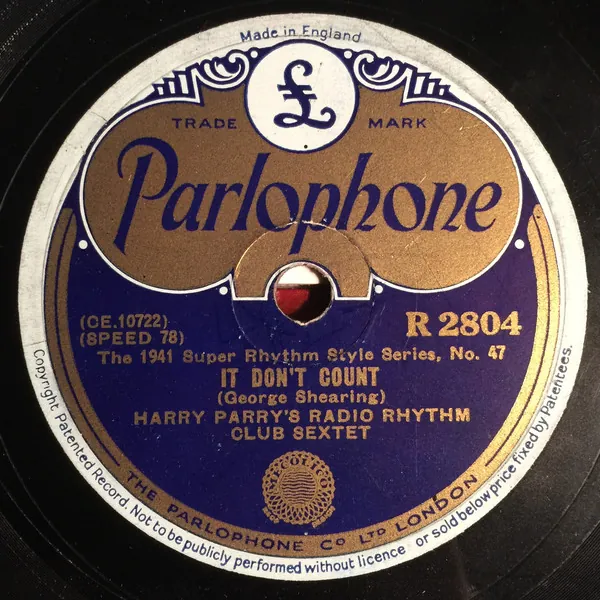 Made in England
£
TRADE MARK
Parlophone
(CE.10722)
(SPEED 78)
R 2804
The 1941 Super Rhythm Style Series, No. 47
IT DON'T COUNT
(George Shearing)
HARRY PARRY'S RADIO RHYTHM
CLUB SEXTET
THE PARLOPHONE CO LTD LONDON
Copyright, Patented Record. Not to be publicly performed without licence or sold below price fixed by Patentees.